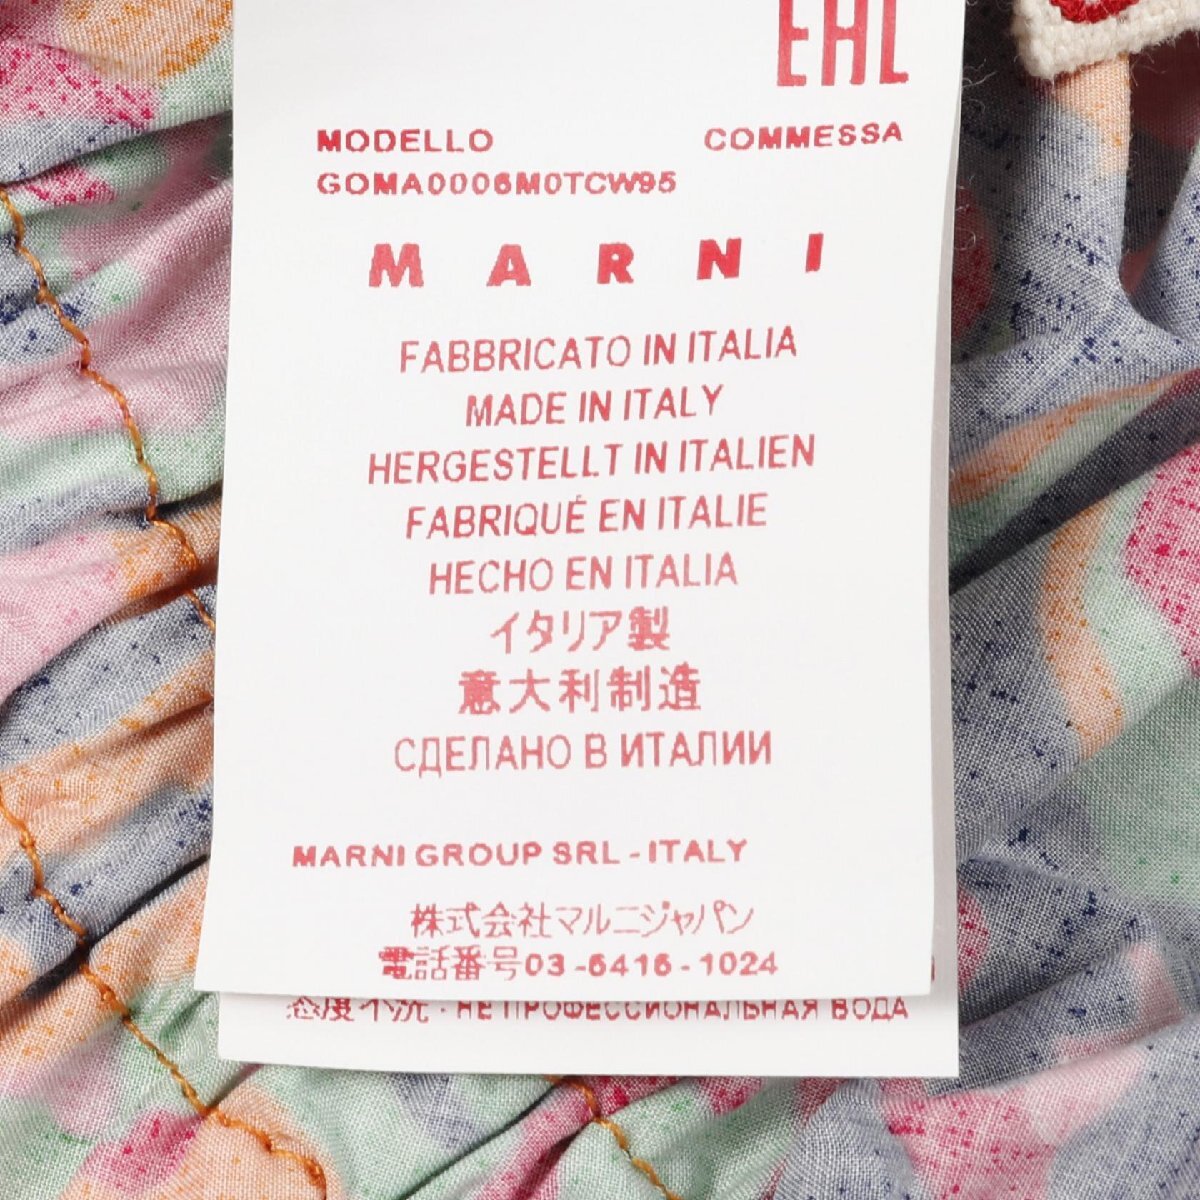 EAC
MODELLO COMMESSA
GOMA0006M0TCW95
MARNI
FABBRICATO IN ITALIA
MADE IN ITALY
HERGESTELLT IN ITALIEN
FABRIQUÉ EN ITALIE
HECHO EN ITALIA
イタリア製
意大利制造
СДЕЛАНО В ИТАЛИИ
MARNI GROUP SRL - ITALY
株式会社マルニジャパン
電話番号03-6416-1024
НЕ ПРОФЕССИОНАЛЬНАЯ ВОДА